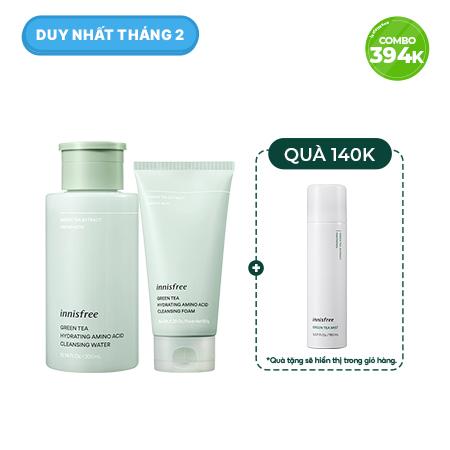 DUY NHẤT THÁNG 2
COMBO
394K
QUÀ 140K
innisfree
GREEN TEA
HYDRATING AMINO ACID
CLEANSING WATER
innisfree
GREEN TEA
HYDRATING AMINO ACID
CLEANSING FOAM
+
innisfree
GREEN TEA MIST
*Quà tặng sẽ hiển thị trong giỏ hàng.